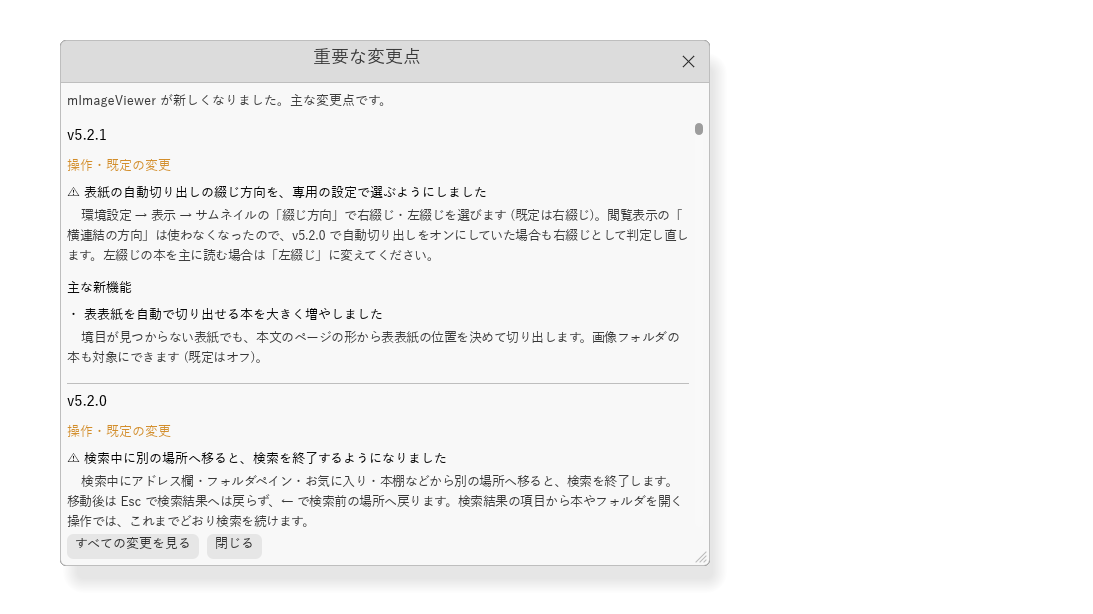 重要な変更点
mImageViewer が新しくなりました。主な変更点です。
v5.2.1
操作・既定の変更
⚠ 表紙の自動切り出しの綴じ方向を、専用の設定で選ぶようにしました
環境設定 → 表示 → サムネイルの「綴じ方向」で右綴じ・左綴じを選びます (既定は右綴じ)。閲覧表示の「
横連結の方向」は使わなくなったので、v5.2.0 で自動切り出しをオンにしていた場合も右綴じとして判定し直し
ます。左綴じの本を主に読む場合は「左綴じ」に変えてください。
主な新機能
・ 表表紙を自動で切り出せる本を大きく増やしました
境目が見つからない表紙でも、本文のページの形から表表紙の位置を決めて切り出します。画像フォルダの
本も対象にできます (既定はオフ)。
v5.2.0
操作・既定の変更
⚠ 検索中に別の場所へ移ると、検索を終了するようになりました
検索中にアドレス欄・フォルダペイン・お気に入り・本棚などから別の場所へ移ると、検索を終了します。
移動後は Esc で検索結果へは戻らず、← で検索前の場所へ戻ります。検索結果の項目から本やフォルダを開く
操作では、これまでどおり検索を続けます。
すべての変更を見る 閉じる